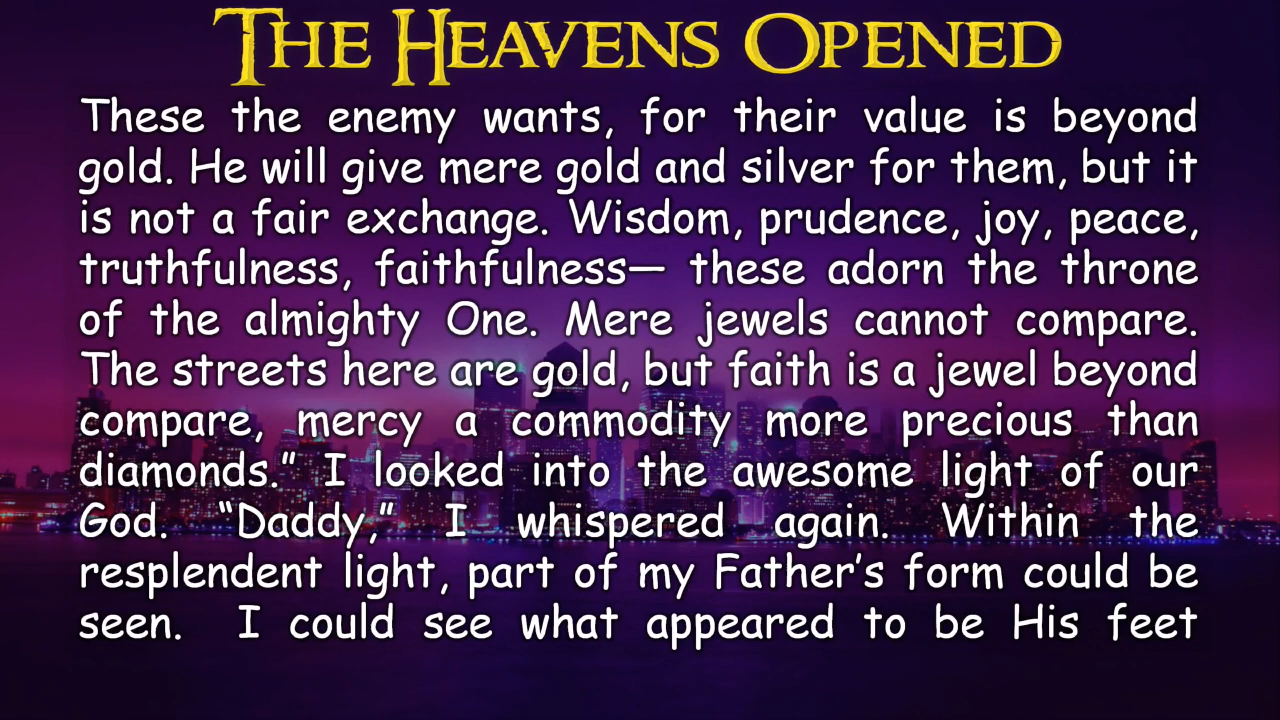 THE HEAVENS OPENED
These the enemy wants, for their value is beyond
gold. He will give mere gold and silver for them, but it
is not a fair exchange. Wisdom, prudence, joy, peace,
truthfulness, faithfulness— these adorn the throne
of the almighty One. Mere jewels cannot compare.
The streets here are gold, but faith is a jewel beyond
compare, mercy a commodity more precious than
diamonds.” I looked into the awesome light of our
God. “Daddy,” I whispered again. Within the
resplendent light, part of my Father’s form could be
seen. I could see what appeared to be His feet